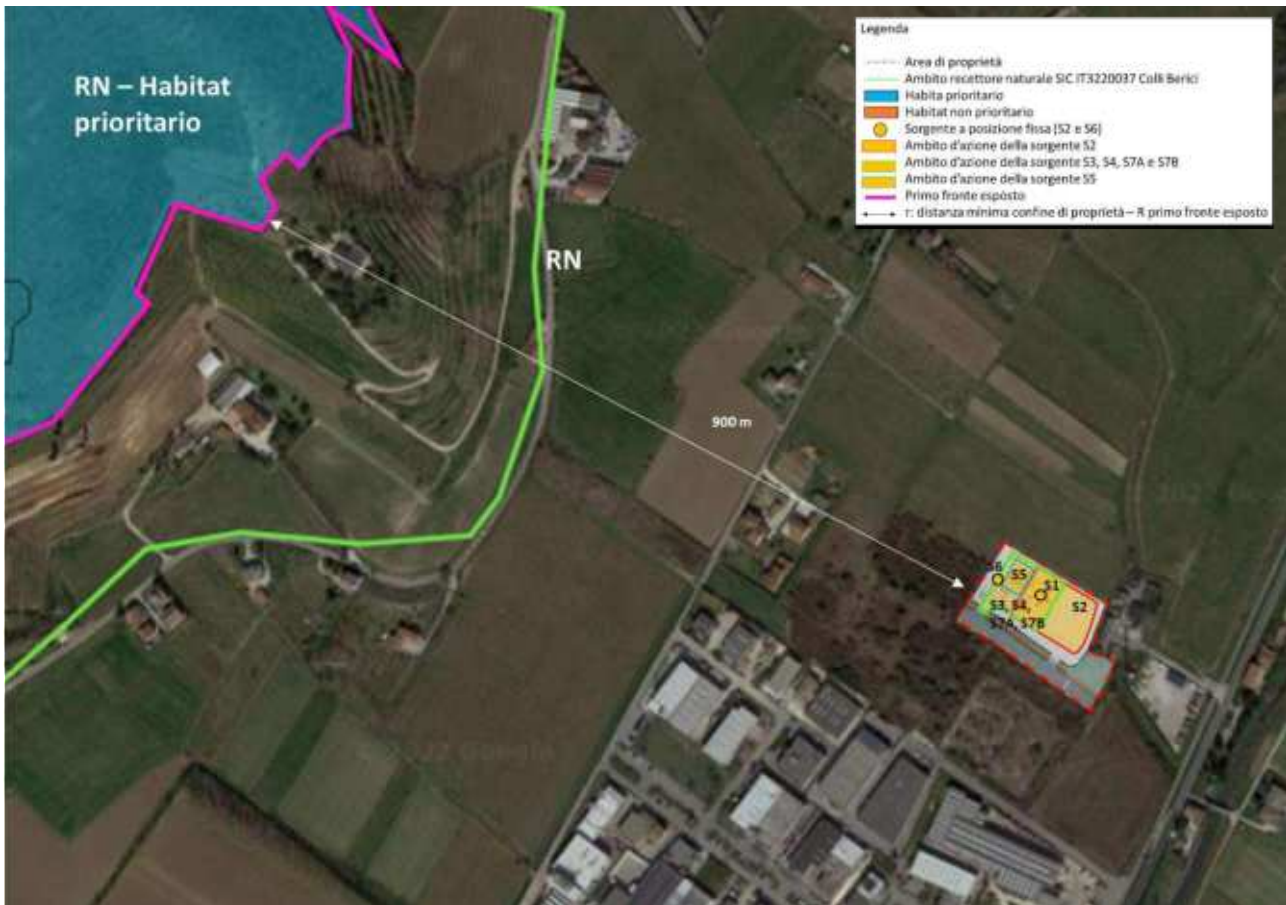 RN – Habitat
prioritario
Legenda
Area di proprietà
Ambito recettore naturale SIC IT3220037 Colli Berici
Habita prioritario
Habitat non prioritario
Sorgente a posizione fissa (S2 e S6)
Ambito d'azione della sorgente S2
Ambito d'azione della sorgente S3, S4, S7A e S7B
Ambito d'azione della sorgente S5
Primo fronte esposto
r: distanza minima confine di proprietà – R primo fronte esposto
RN
900 m
S6
S5
S1
S2
S3, S4,
S7A, S7B